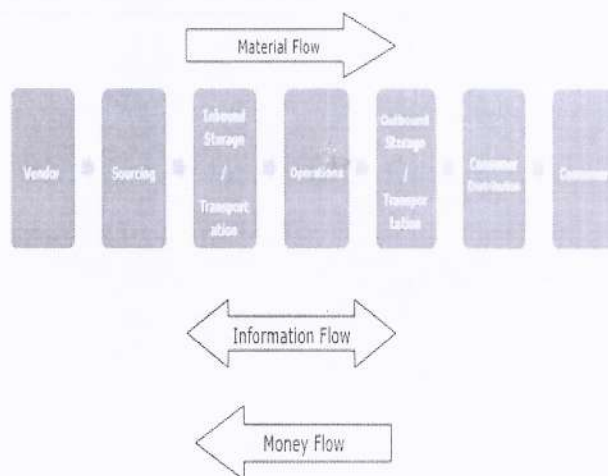 Material Flow
Vendor
Sourcing
Inbound
Storage
/
Transport
ation
Operations
Outbound
Storage
/
Transpor
tation
Consumer
Distribution
Consumer
Information Flow
Money Flow